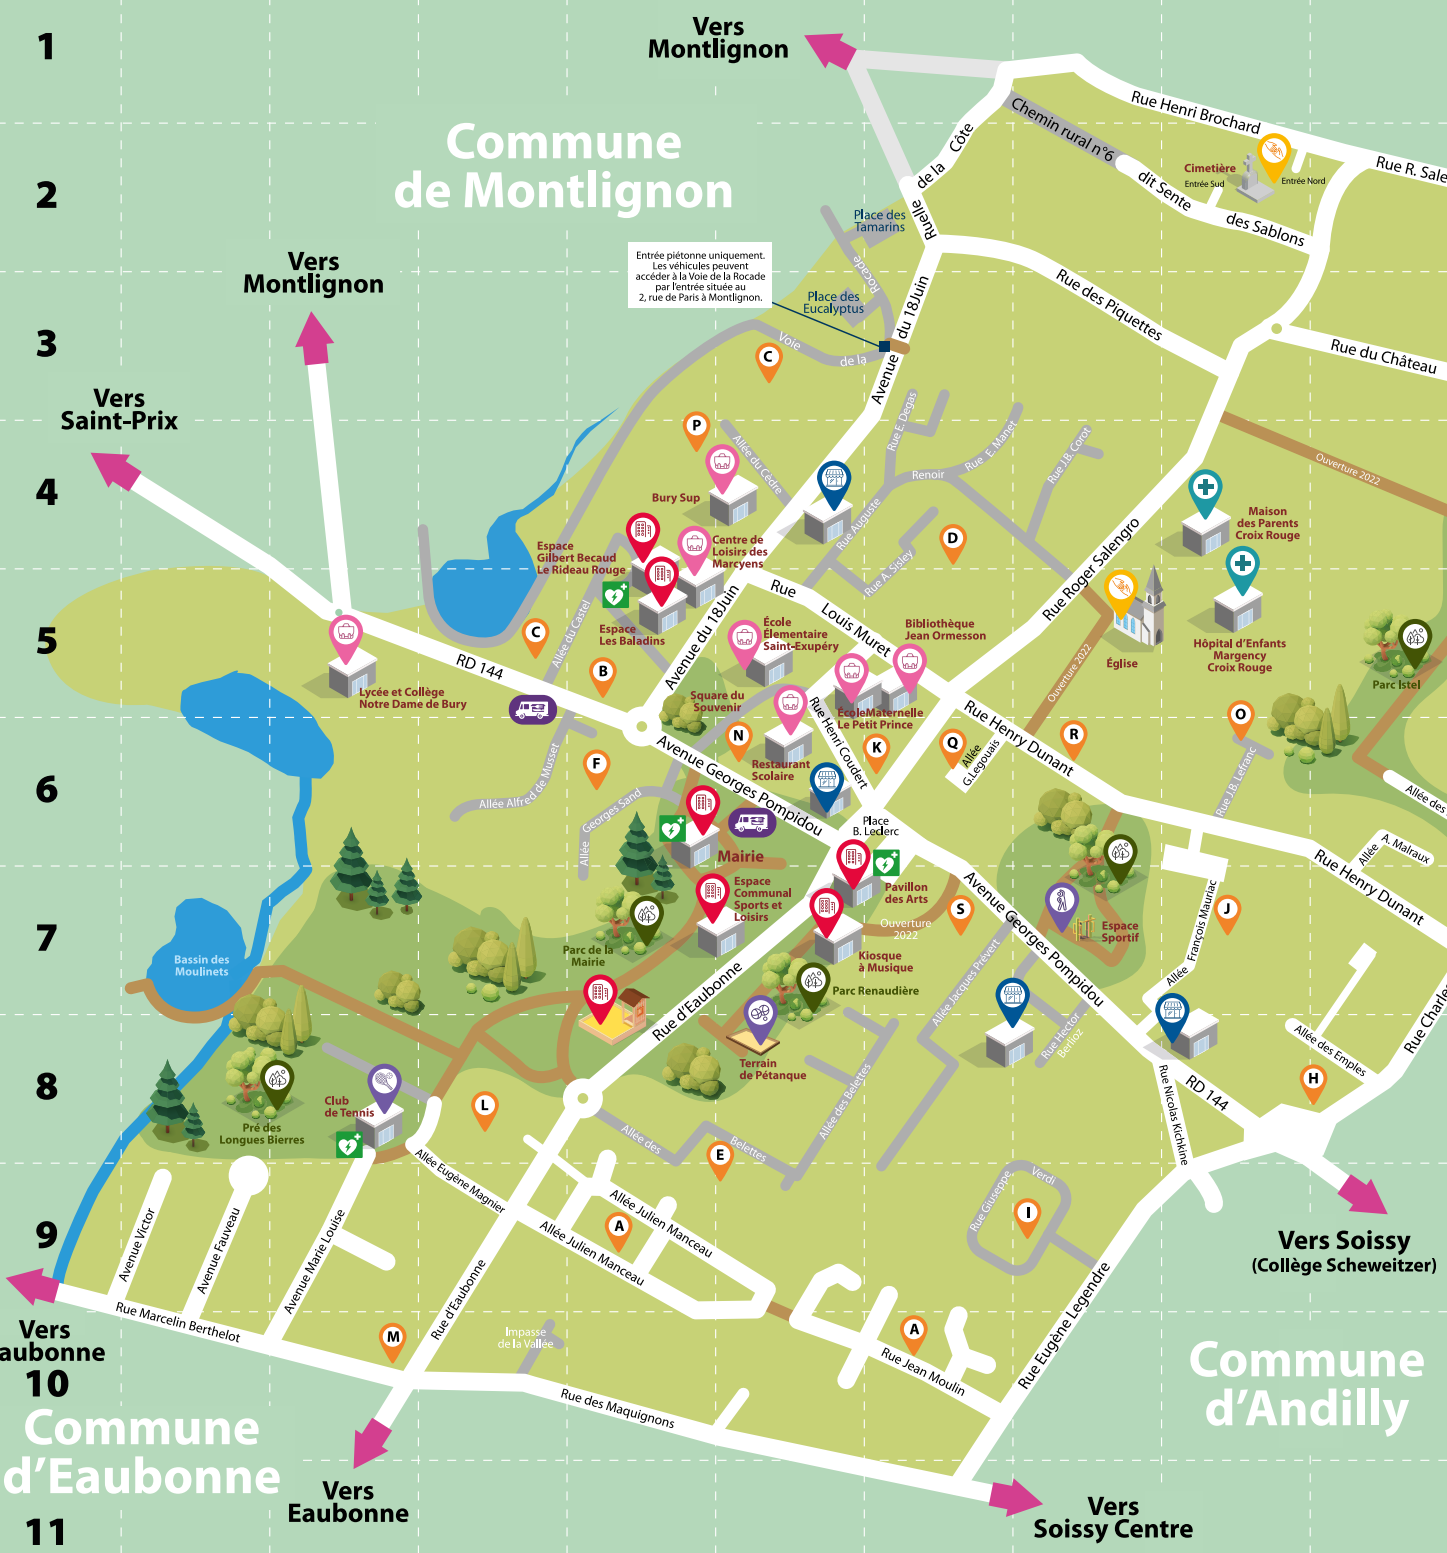 1
Vers
Montlignon
Rue Henri Brochard
Chemin rural n°6
Commune
de Montlignon
2
Ruelle
de la
Côte
Cimetière
Entrée Sud
Entrée Nord
Rue R. Sale
dit Sente
des Sablons
Place des
Tamarins
Entrée piétonne uniquement.
Les véhicules peuvent
accéder à la Voie de la Rocade
par l'entrée située au
2, rue de Paris à Montlignon.
Vers
Montlignon
Rocade
Place des
Eucalyptus
Rue des Piquettes
3
Voie
de la
C
Avenue
du 18Juin
Rue du Château
Vers
Saint-Prix
P
Allée du Cèdre
Rue E. Degas
Rue E. Manet
Rue J.B. Corot
Renoir
Rue Auguste
Ouverture 2022
4
Bury Sup
Rue A. Sisley
D
Rue Roger Salengro
Maison
des Parents
Croix Rouge
Espace
Gilbert Becaud
Le Rideau Rouge
Centre de
Loisirs des
Marcyens
5
Rue
Louis Muret
Allée du Castel
C
Espace
Les Baladins
Avenue du 18Juin
École
Élementaire
Saint-Exupéry
Bibliothèque
Jean Ormesson
Église
Hôpital d'Enfants
Margency
Croix Rouge
Parc Istel
RD 144
B
Lycée et Collège
Notre Dame de Bury
Square du
Souvenir
ÉcoleMaternelle
Le Petit Prince
Rue Henri Coudert
Ouverture 2022
Rue Henry Dunant
6
Allée Alfred de Musset
F
N
Avenue Georges Pompidou
Restaurant
Scolaire
K
Q
Allée
G.Legouais
R
O
Rue J.B. Lefranc
Allée des
Allée
Georges Sand
Mairie
Place
B. Leclerc
Allée
A. Malraux
Rue Henry Dunant
7
Bassin des
Moulinets
Espace
Communal
Sports et
Loisirs
Pavillon
des Arts
Ouverture
2022
S
Avenue Georges Pompidou
Espace
Sportif
J
Allée
François Mauriac
Parc de la
Mairie
Kiosque
à Musique
Parc Renaudière
Allée Jacques Prévert
Rue d'Eaubonne
Terrain
de Pétanque
Rue Hector
Berlioz
Allée des Emples
Rue Charle
8
Club
de Tennis
Pré des
Longues Bierres
L
H
RD 144
Rue Nicolas Kichkine
Allée des
Belettes
Allée des Belettes
E
Allée Eugène Magnier
9
Avenue Victor
Avenue Fauveau
Avenue Marie Louise
A
Allée Julien Manceau
Allée Julien Manceau
Rue Giuseppe
Verdi
I
Vers Soissy
(Collège Scheweitzer)
Rue Marcelin Berthelot
Rue d'Eaubonne
Rue Eugène Legendre
Vers
aubonne
10
M
Impasse
de la Vallée
A
Rue Jean Moulin
Rue des Maquignons
Commune
d'Andilly
Commune
d'Eaubonne
Vers
Eaubonne
11
Vers
Soissy Centre